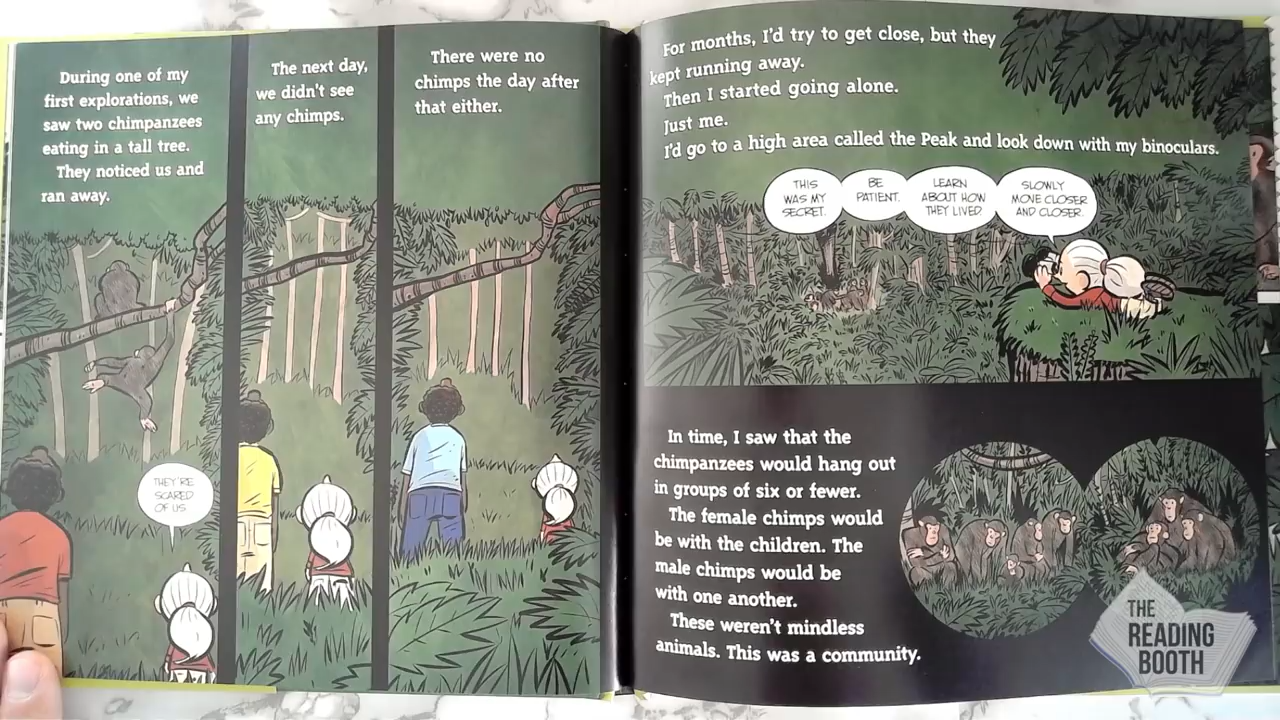 During one of my
first explorations, we
saw two chimpanzees
eating in a tall tree.
They noticed us and
ran away.
THEY'RE
SCARED
OF US.
The next day,
we didn't see
any chimps.
There were no
chimps the day after
that either.
For months, I'd try to get close, but they
kept running away.
Then I started going alone.
Just me.
I'd go to a high area called the Peak and look down with my binoculars.
THIS
WAS MY
SECRET.
BE
PATIENT.
LEARN
ABOUT HOW
THEY LIVED.
SLOWLY
MOVE CLOSER
AND CLOSER.
In time, I saw that the
chimpanzees would hang out
in groups of six or fewer.
The female chimps would
be with the children. The
male chimps would be
with one another.
These weren't mindless
animals. This was a community.
THE
READING
BOOTH